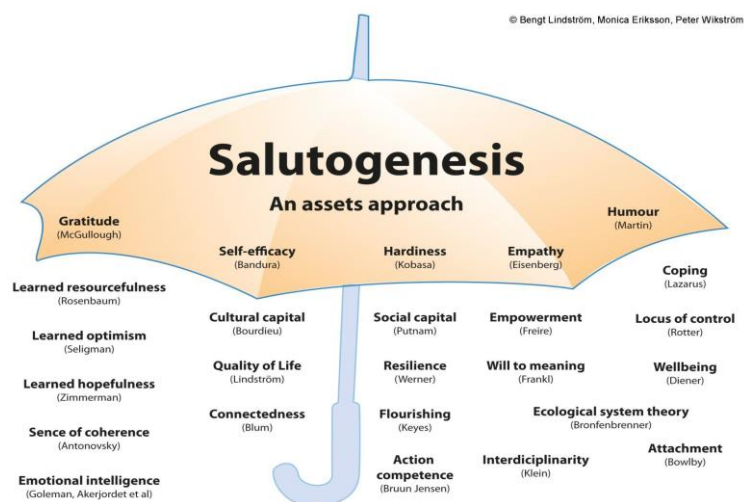 © Bengt Lindström, Monica Eriksson, Peter Wikström
Salutogenesis
An assets approach
Gratitude
(McGullough)
Humour
(Martin)
Self-efficacy
(Bandura)
Hardiness
(Kobasa)
Empathy
(Eisenberg)
Coping
(Lazarus)
Learned resourcefulness
(Rosenbaum)
Cultural capital
(Bourdieu)
Social capital
(Putnam)
Empowerment
(Freire)
Locus of control
(Rotter)
Learned optimism
(Seligman)
Quality of Life
(Lindström)
Resilience
(Werner)
Will to meaning
(Frankl)
Wellbeing
(Diener)
Learned hopefulness
(Zimmerman)
Connectedness
(Blum)
Flourishing
(Keyes)
Ecological system theory
(Bronfenbrenner)
Sence of coherence
(Antonovsky)
Action
competence
(Bruun Jensen)
Interdiciplinarity
(Klein)
Attachment
(Bowlby)
Emotional intelligence
(Goleman, Akerjordet et al)